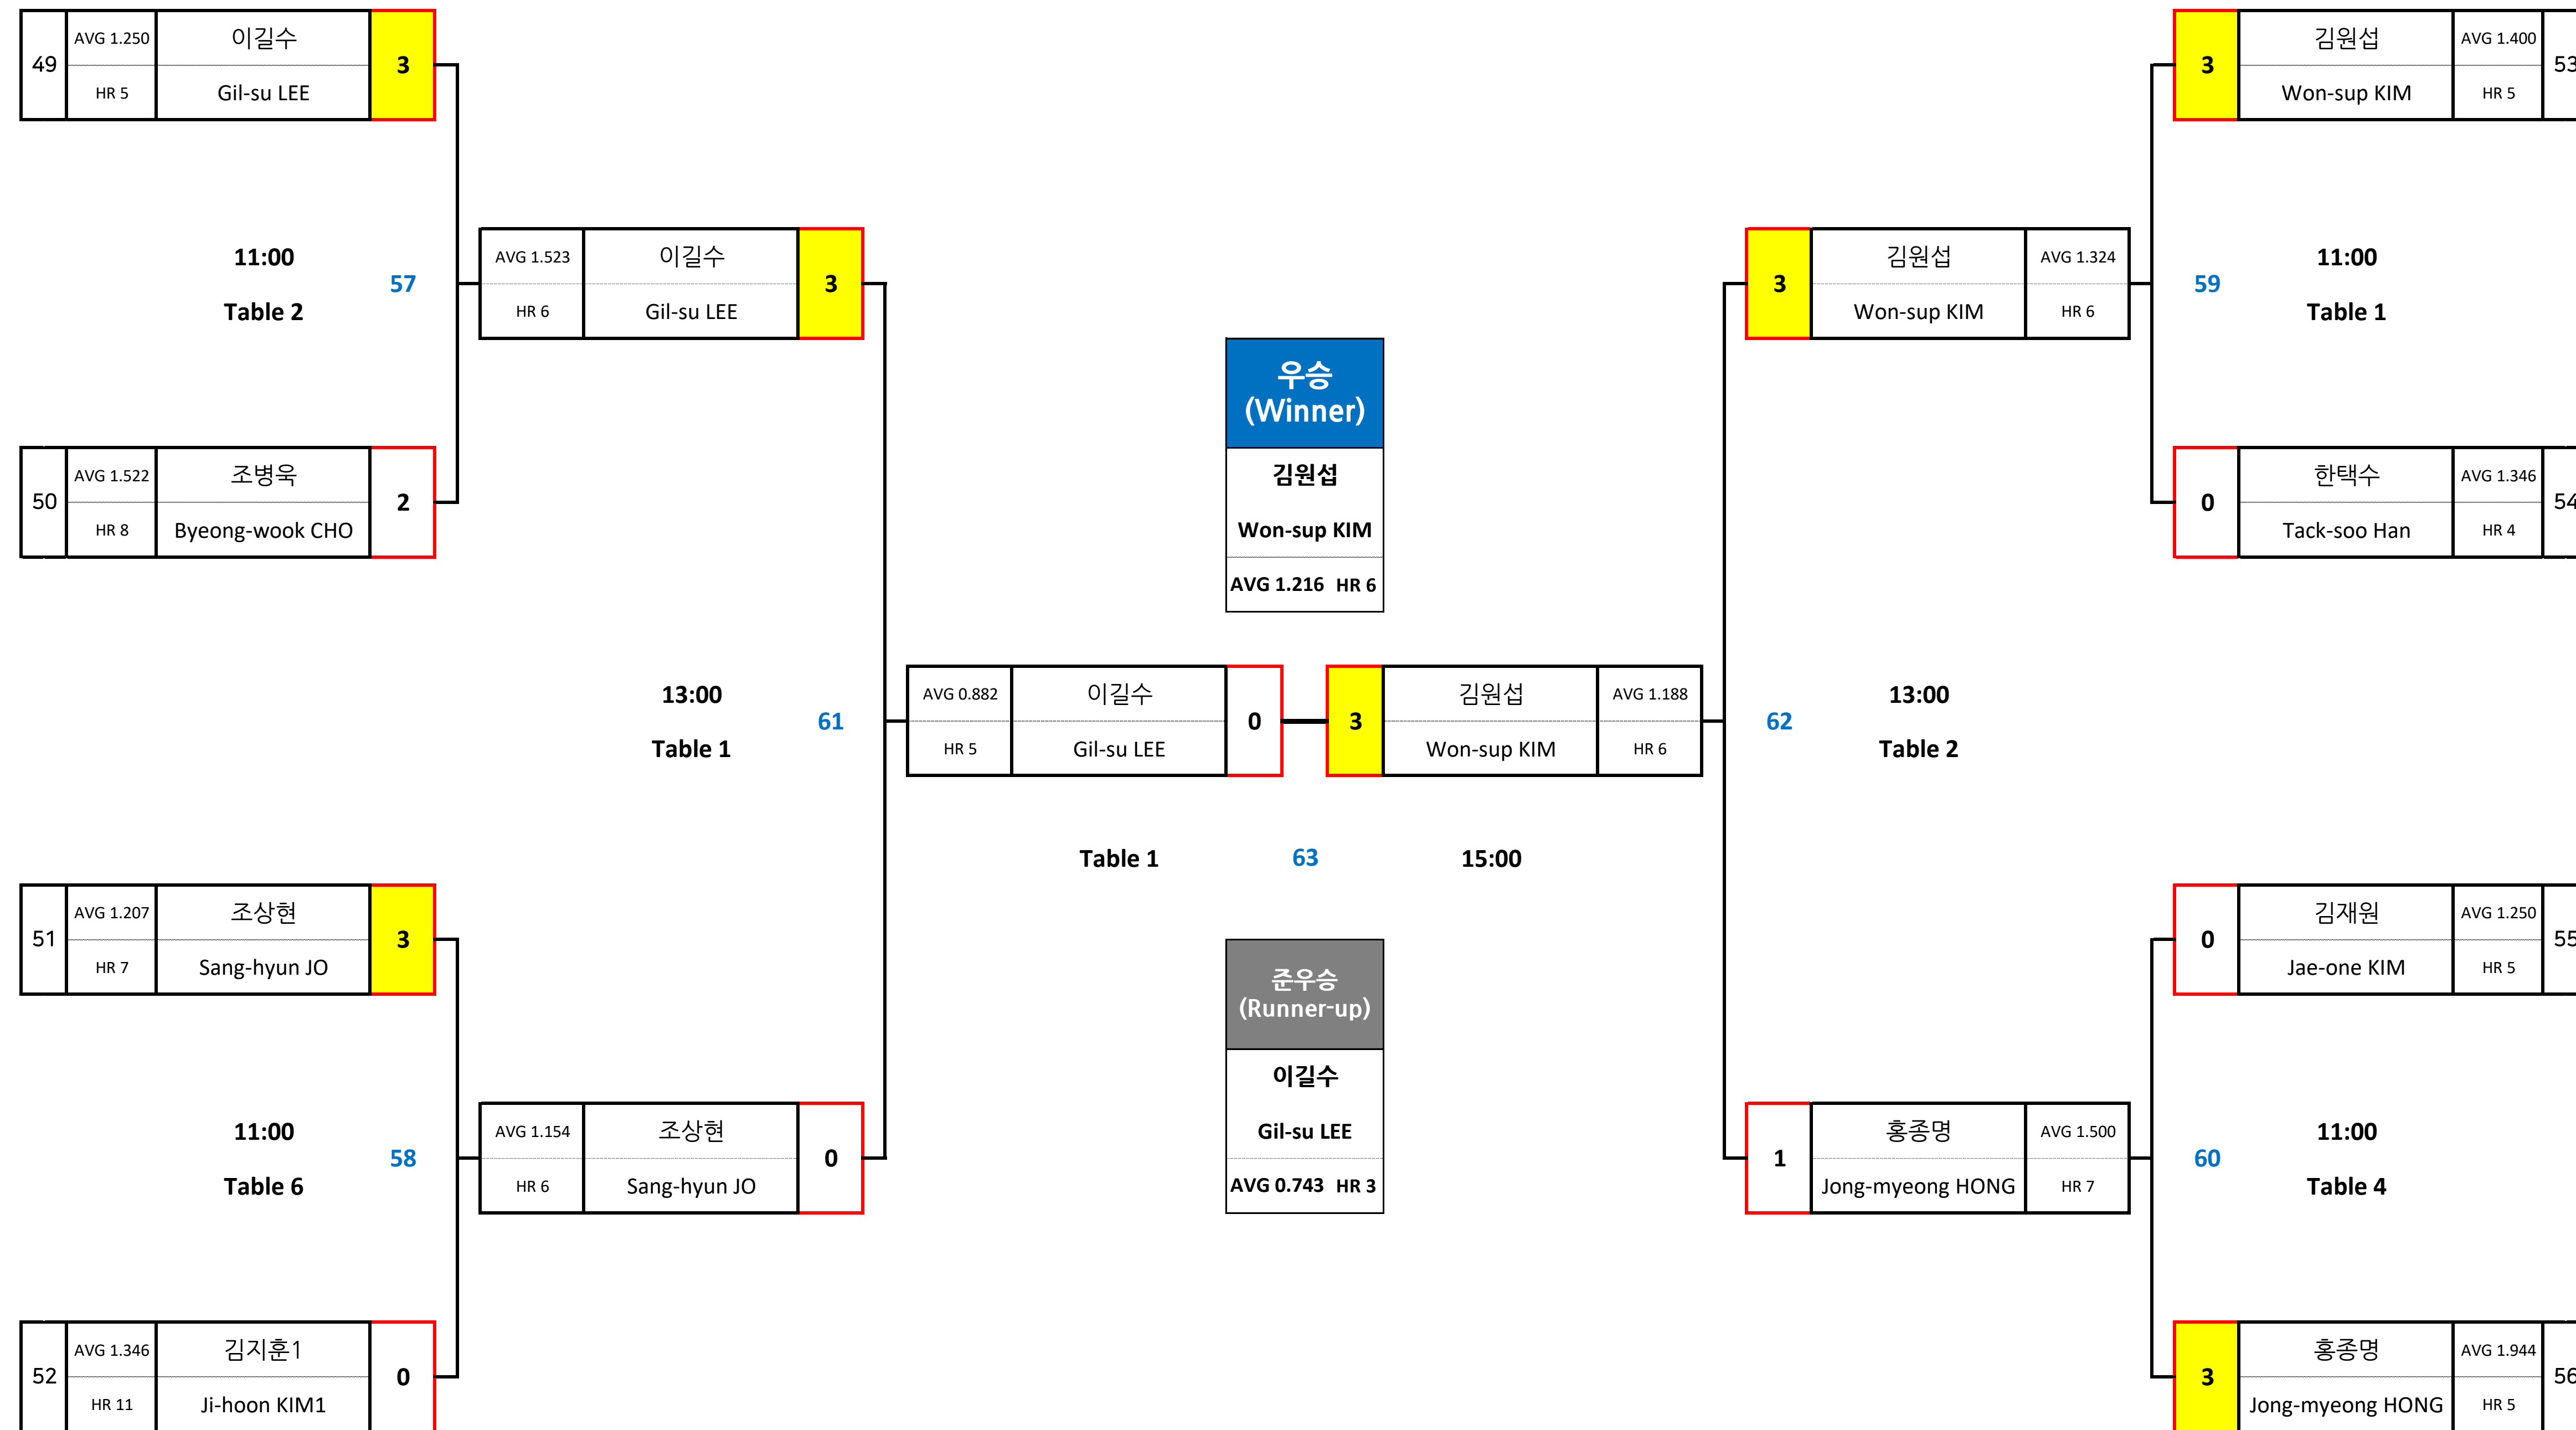 49
AVG 1.250
HR 5
이길수
Gil-su LEE
3
11:00
Table 2
57
50
AVG 1.522
HR 8
조병욱
Byeong-wook CHO
2
AVG 1.523
HR 6
이길수
Gil-su LEE
3
13:00
Table 1
61
51
AVG 1.207
HR 7
조상현
Sang-hyun JO
3
11:00
Table 6
58
52
AVG 1.346
HR 11
김지훈1
Ji-hoon KIM1
0
AVG 1.154
HR 6
조상현
Sang-hyun JO
0
우승
(Winner)
김원섭
Won-sup KIM
AVG 1.216 HR 6
AVG 0.882
HR 5
이길수
Gil-su LEE
0
3
김원섭
Won-sup KIM
AVG 1.188
HR 6
Table 1
63
15:00
준우승
(Runner-up)
이길수
Gil-su LEE
AVG 0.743 HR 3
3
김원섭
Won-sup KIM
AVG 1.324
HR 6
62
13:00
Table 2
1
홍종명
Jong-myeong HONG
AVG 1.500
HR 7
3
김원섭
Won-sup KIM
AVG 1.400
HR 5
53
59
11:00
Table 1
0
한택수
Tack-soo Han
AVG 1.346
HR 4
54
0
김재원
Jae-one KIM
AVG 1.250
HR 5
55
60
11:00
Table 4
3
홍종명
Jong-myeong HONG
AVG 1.944
HR 5
56